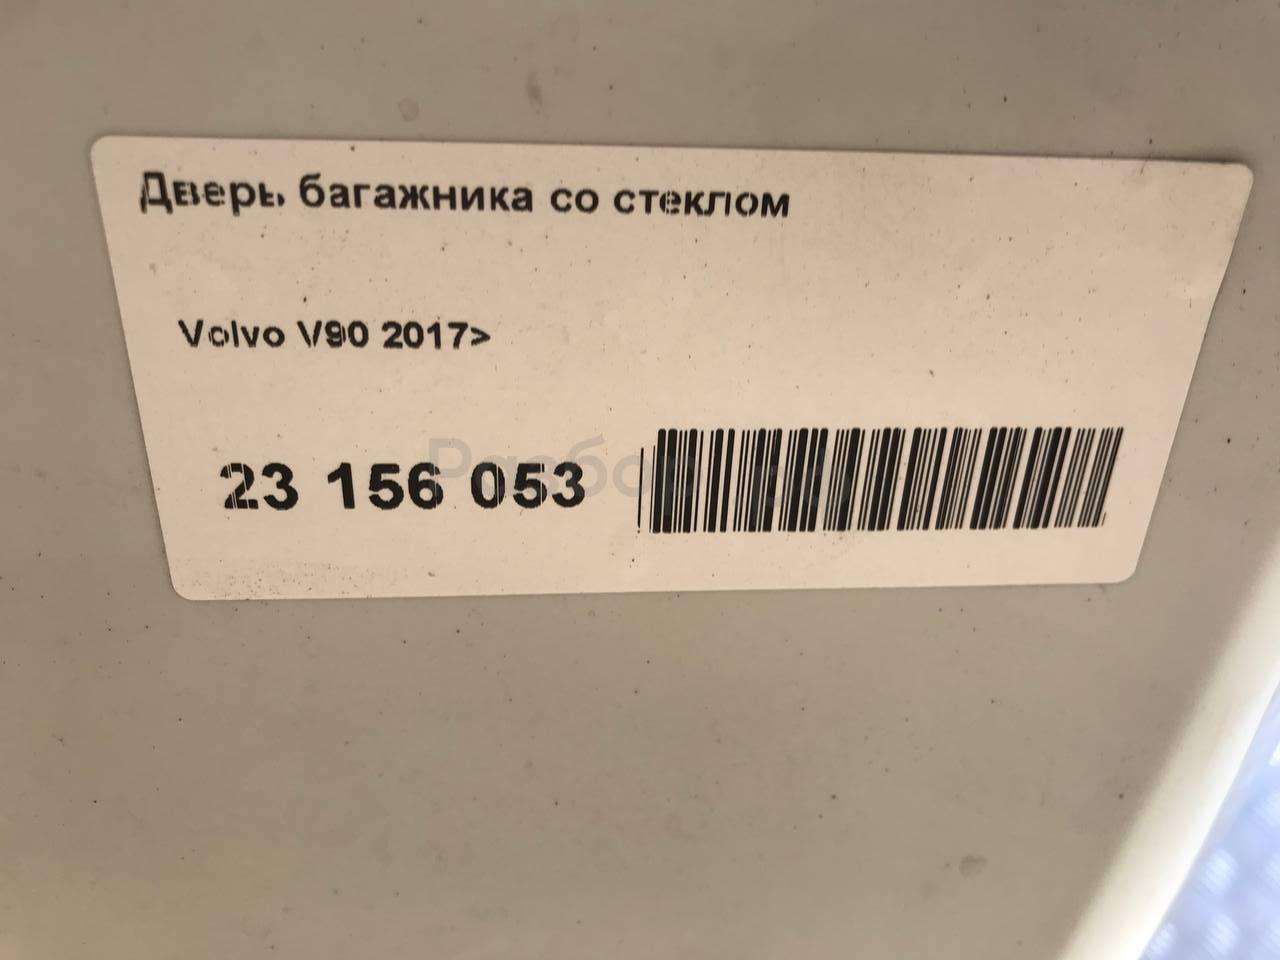 Дверь багажника со стеклом
Volvo V90 2017>
23 156 053